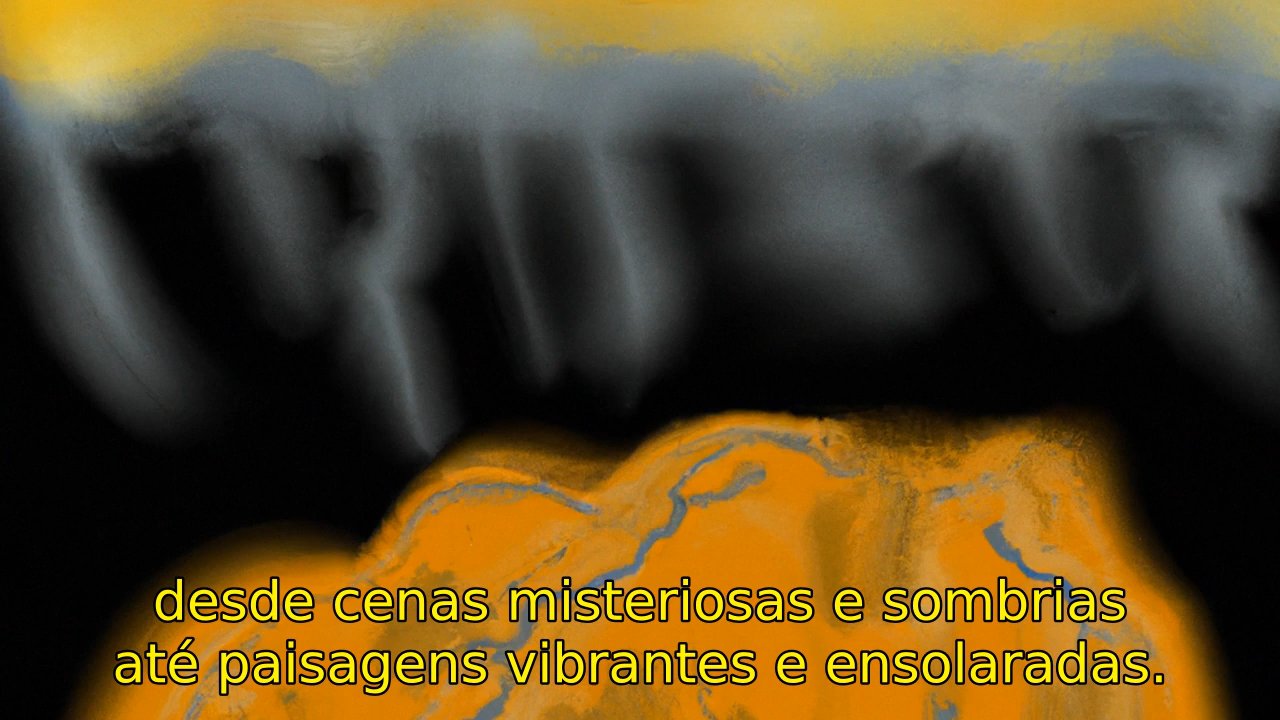 desde cenas misteriosas e sombrias
até paisagens vibrantes e ensolaradas.